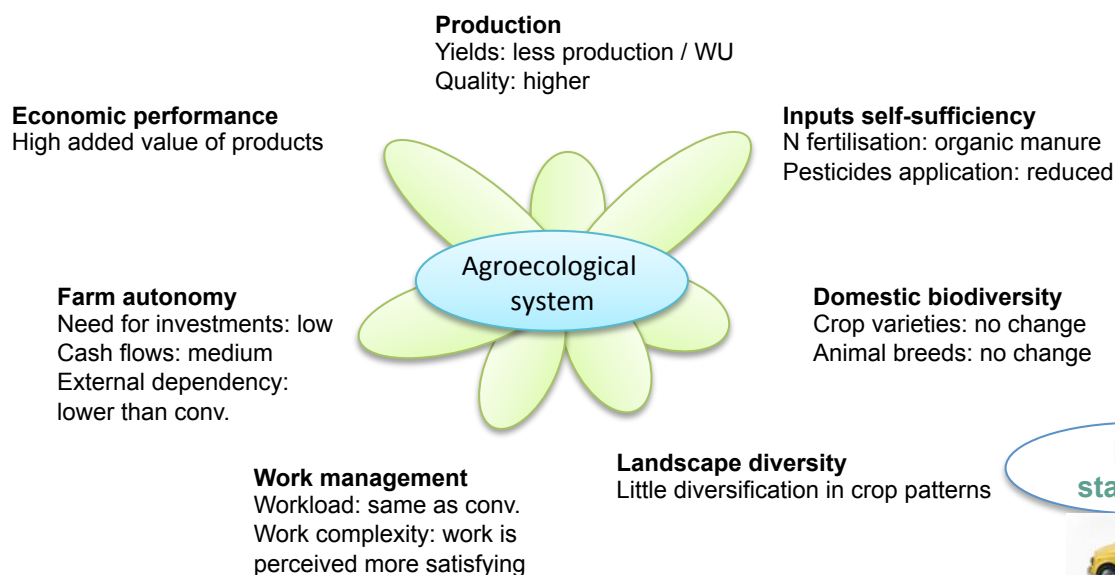 Production
Yields: less production / WU
Quality: higher
Economic performance
High added value of products
Inputs self-sufficiency
N fertilisation: organic manure
Pesticides application: reduced
Agroecological
system
Farm autonomy
Need for investments: low
Cash flows: medium
External dependency:
lower than conv.
Domestic biodiversity
Crop varieties: no change
Animal breeds: no change
Work management
Workload: same as conv.
Work complexity: work is
perceived more satisfying
Landscape diversity
Little diversification in crop patterns